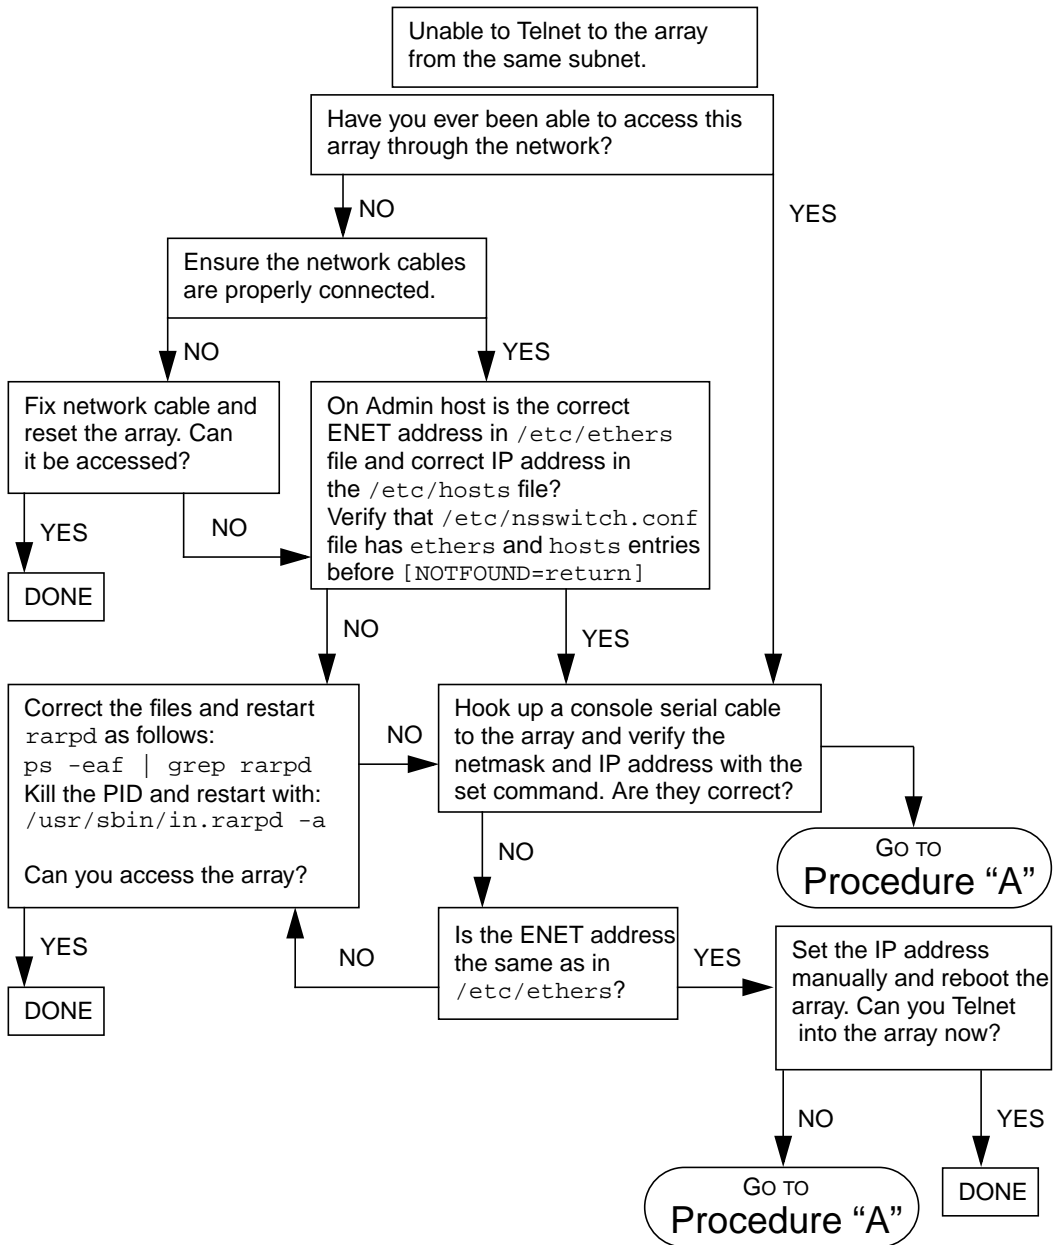 Unable to Telnet to the array
from the same subnet.
Have you ever been able to access this
array through the network?
NO
YES
Ensure the network cables
are properly connected.
NO
YES
Fix network cable and
reset the array. Can
it be accessed?
On Admin host is the correct
ENET address in /etc/ethers
file and correct IP address in
the /etc/hosts file?
Verify that /etc/nsswitch.conf
file has ethers and hosts entries
before [NOTFOUND=return]
YES
NO
DONE
NO
YES
Correct the files and restart
rarpd as follows:
ps -eaf | grep rarpd
Kill the PID and restart with:
/usr/sbin/in.rarpd -a
Can you access the array?
NO
Hook up a console serial cable
to the array and verify the
netmask and IP address with the
set command. Are they correct?
GO TO
Procedure “A”
NO
YES
DONE
NO
Is the ENET address
the same as in
/etc/ethers?
YES
Set the IP address
manually and reboot the
array. Can you Telnet
into the array now?
NO
YES
GO TO
Procedure “A”
DONE